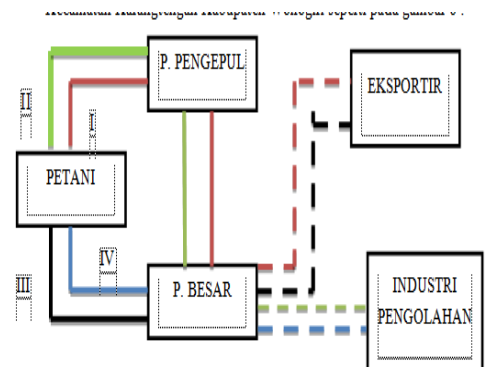 P. PENGEPUL
EKSPORTIR
II
I
PETANI
IV
III
P. BESAR
INDUSTRI
PENGOLAHAN